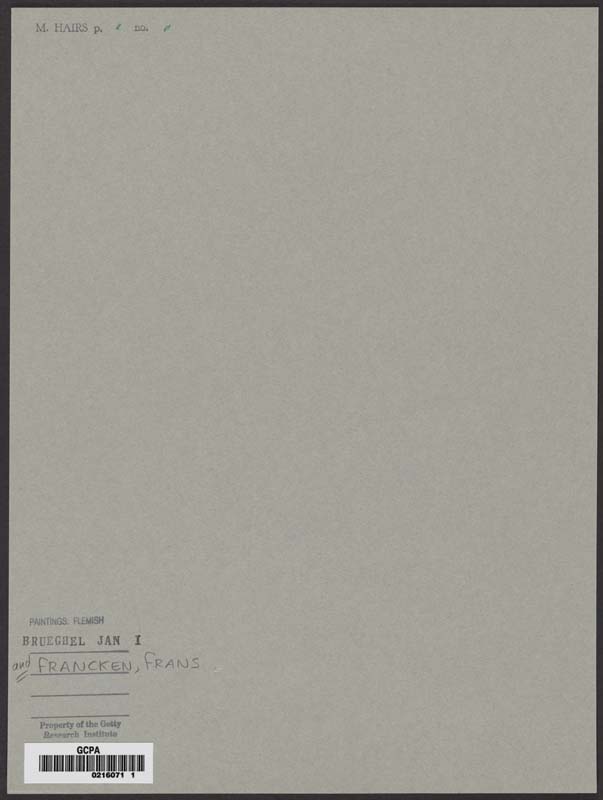 M. HAIRS p. no.
PAINTINGS: FLEMISH
BRUEGHEL JAN I
and FRANCKEN, FRANS
Property of the Getty
Research Institute
GCPA
0216071 1